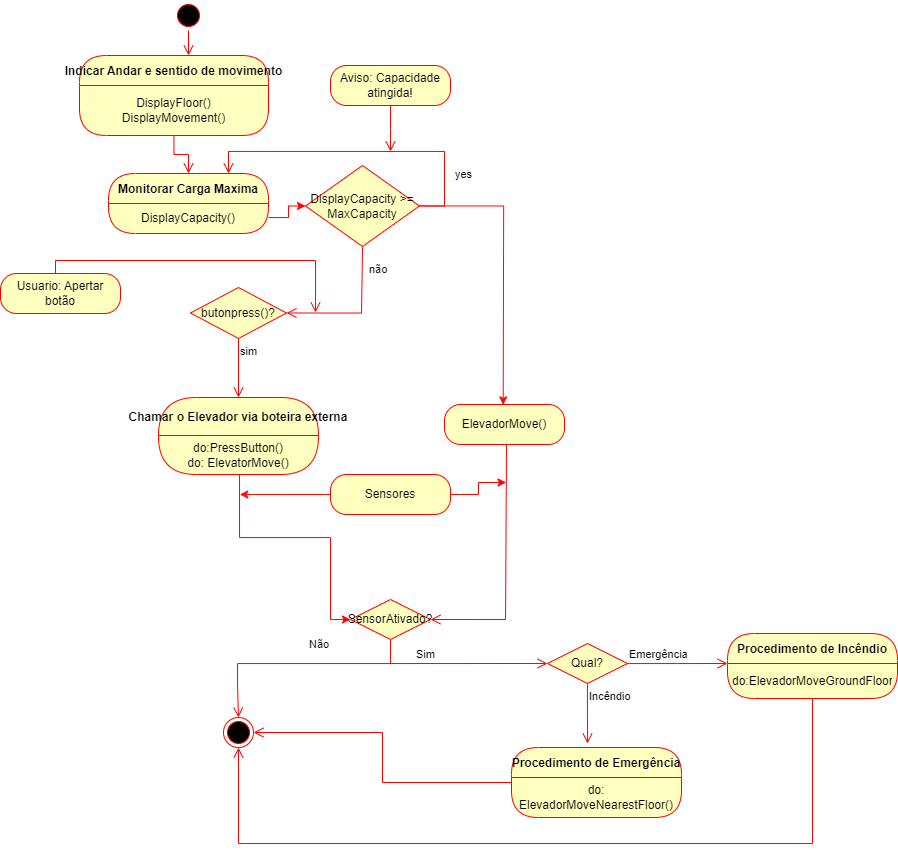 Indicar Andar e sentido de movimento
DisplayFloor()
DisplayMovement()
Aviso: Capacidade
atingida!
Monitorar Carga Maxima
DisplayCapacity()
DisplayCapacity >=
MaxCapacity
yes
não
Usuario: Apertar
botão
butonpress()?
sim
Chamar o Elevador via boteira externa
do:PressButton()
do: ElevatorMove()
ElevadorMove()
Sensores
SensorAtivado?
Não
Sim
Qual?
Emergência
Incêndio
Procedimento de Incêndio
do:ElevadorMoveGroundFloor
Procedimento de Emergência
do:
ElevadorMoveNearestFloor()